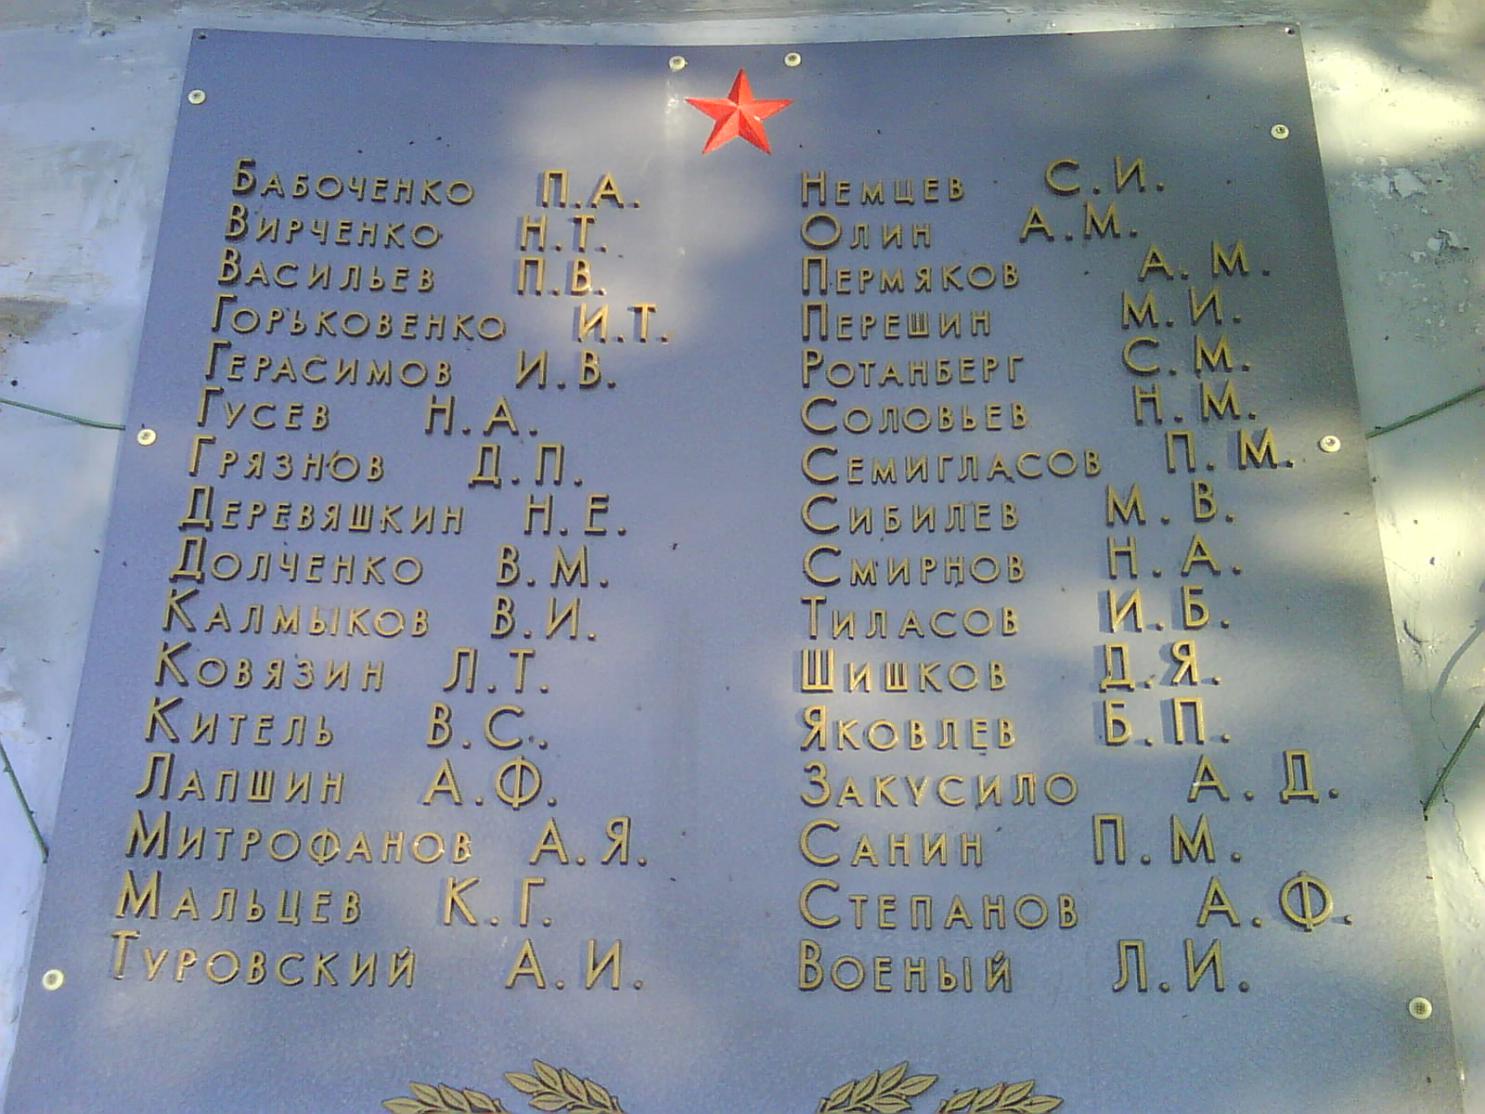 Бабоченко П.А.
Вирченко Н.Т.
Васильев П.В.
Горьковенко И.Т.
Герасимов И.В.
Гусев Н.А.
Грязнов Д.П.
Деревяшкин Н.Е.
Долченко В.М.
Калмыков В.И.
Ковязин Л.Т.
Китель В.С.
Лапшин А.Ф.
Митрофанов А.Я.
Мальцев К.Г.
Туровский А.И.
Немцев С.И.
Олин А.М.
Пермяков А.М.
Перешин М.И.
Ротанберг С.М.
Соловьев Н.М.
Семигласов П.М.
Сибилев М.В.
Смирнов Н.А.
Тиласов И.Б.
Шишков Д.Я.
Яковлев Б.П.
Закусило А.Д.
Санин П.М.
Степанов А.Ф.
Военый Л.И.